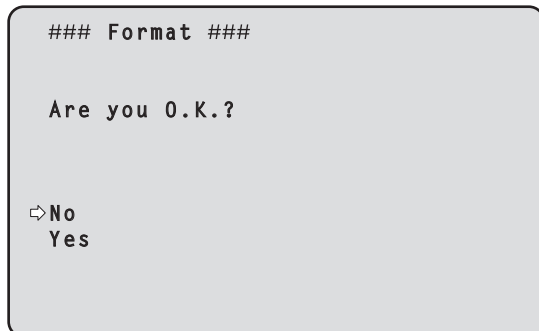 ### Format ###
Are you O.K.?
⇨No
Yes